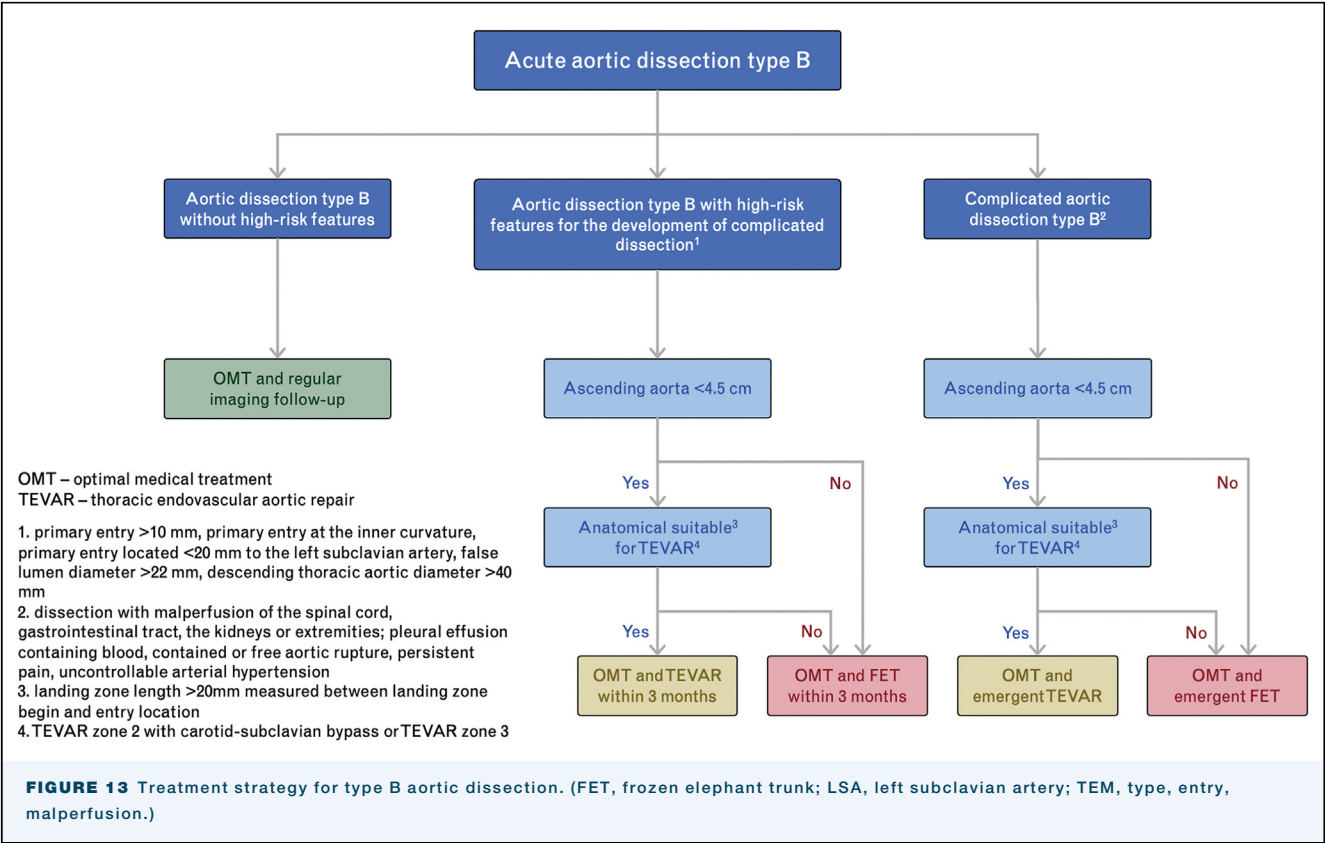 Acute aortic dissection type B
Aortic dissection type B
without high-risk features
Aortic dissection type B with high-risk
features for the development of complicated
dissection¹
Complicated aortic
dissection type B²
OMT and regular
imaging follow-up
Ascending aorta <4.5 cm
Ascending aorta <4.5 cm
Yes
No
Yes
No
Anatomical suitable³
for TEVAR⁴
Anatomical suitable³
for TEVAR⁴
Yes
No
Yes
No
OMT and TEVAR
within 3 months
OMT and FET
within 3 months
OMT and
emergent TEVAR
OMT and
emergent FET
OMT – optimal medical treatment
TEVAR – thoracic endovascular aortic repair
1. primary entry >10 mm, primary entry at the inner curvature,
primary entry located <20 mm to the left subclavian artery, false
lumen diameter >22 mm, descending thoracic aortic diameter >40
mm
2. dissection with malperfusion of the spinal cord,
gastrointestinal tract, the kidneys or extremities; pleural effusion
containing blood, contained or free aortic rupture, persistent
pain, uncontrollable arterial hypertension
3. landing zone length >20mm measured between landing zone
begin and entry location
4. TEVAR zone 2 with carotid-subclavian bypass or TEVAR zone 3
FIGURE 13 Treatment strategy for type B aortic dissection. (FET, frozen elephant trunk; LSA, left subclavian artery; TEM, type, entry,
malperfusion.)